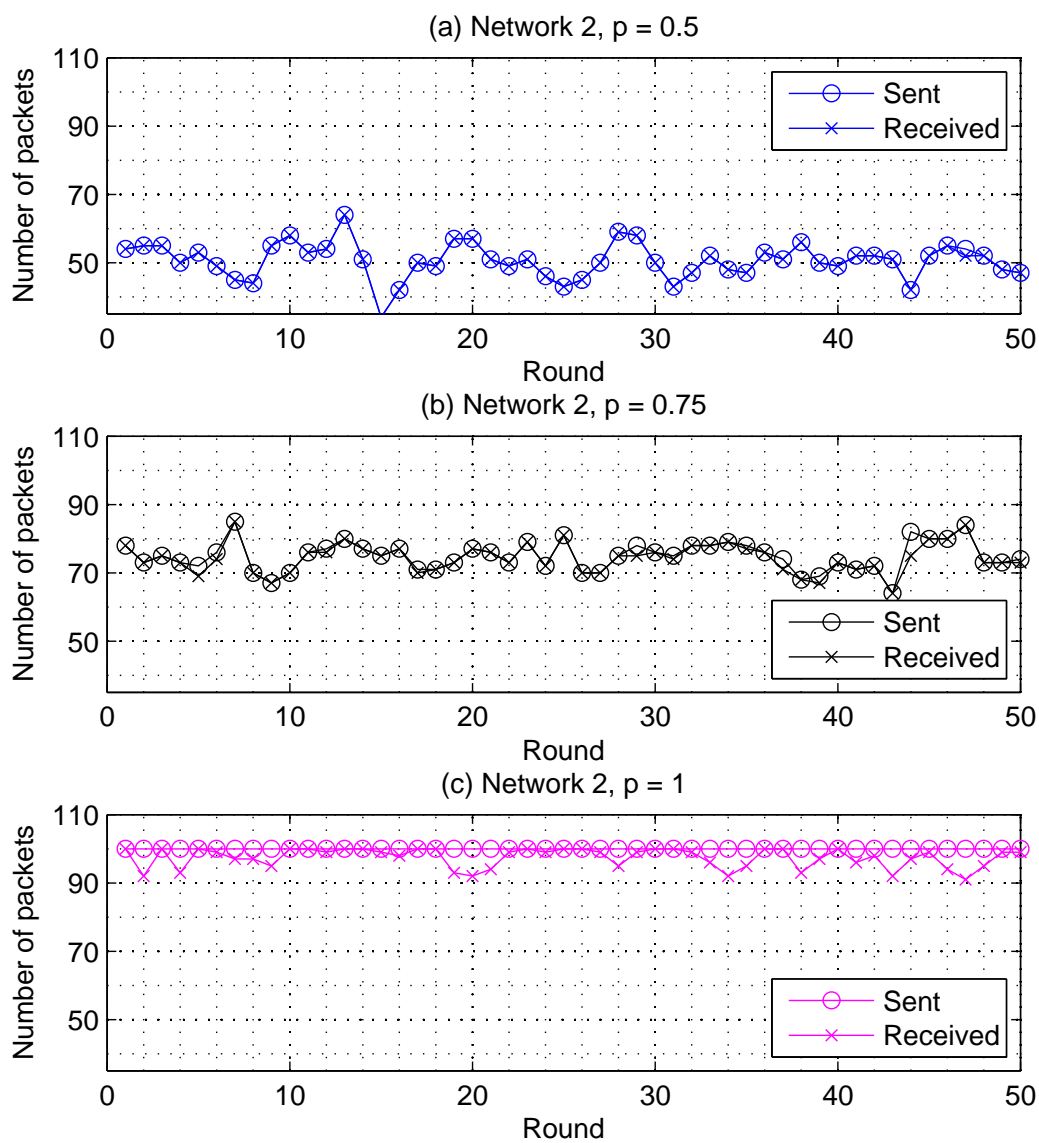 (a) Network 2, p = 0.5
Number of packets
110
90
70
50
Sent
Received
0 10 20 30 40 50
Round
(b) Network 2, p = 0.75
Number of packets
110
90
70
50
Sent
Received
0 10 20 30 40 50
Round
(c) Network 2, p = 1
Number of packets
110
90
70
50
Sent
Received
0 10 20 30 40 50
Round